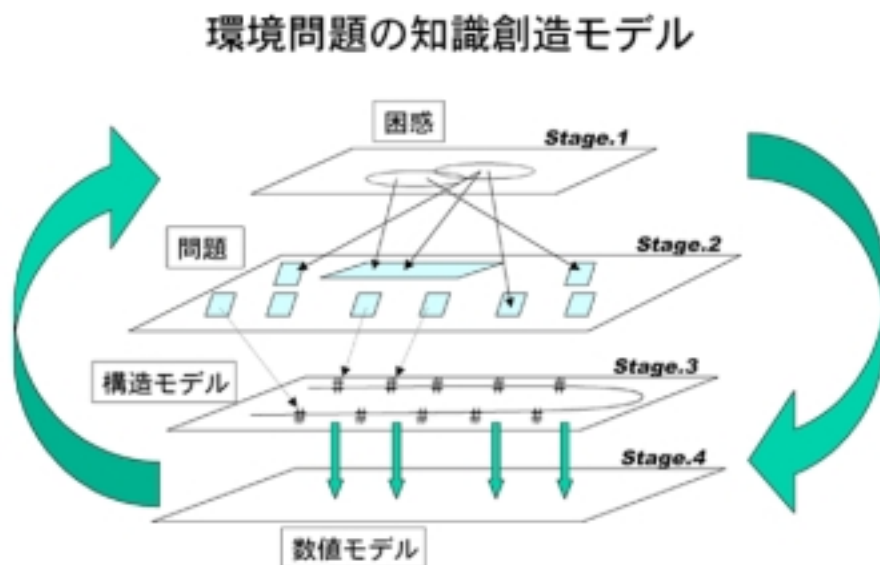 環境問題の知識創造モデル
困惑
Stage.1
問題
Stage.2
構造モデル
Stage.3
# # # # #
# # # # #
Stage.4
数値モデル